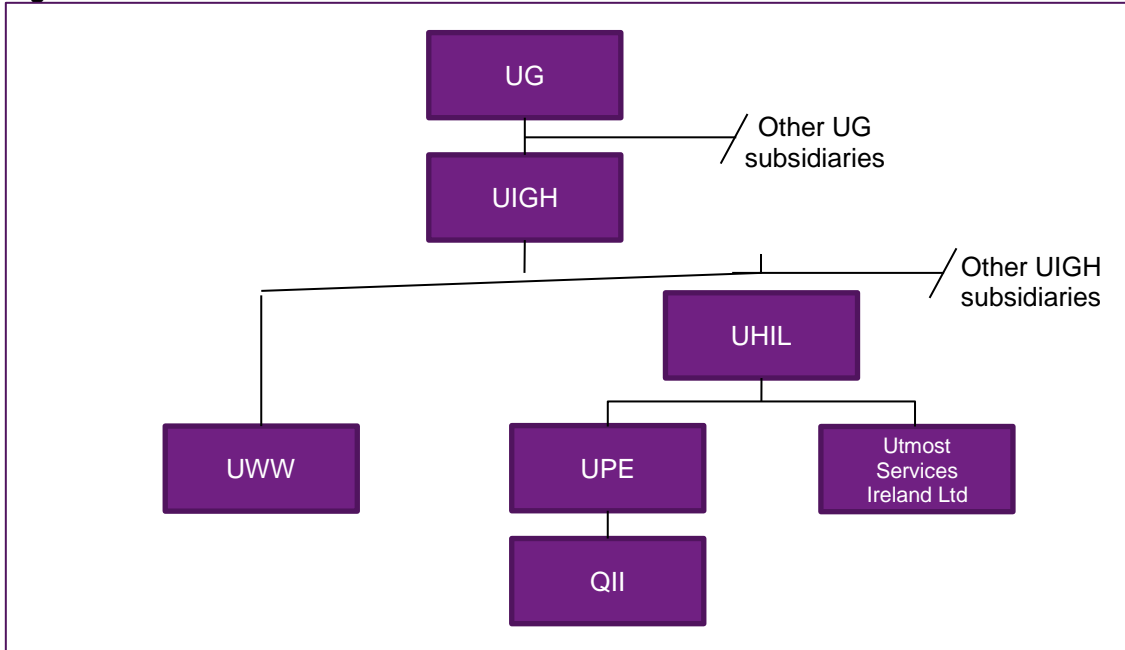 UG
Other UG
subsidiaries
UIGH
Other UIGH
subsidiaries
UHIL
UWW
UPE
Utmost
Services
Ireland Ltd
QII